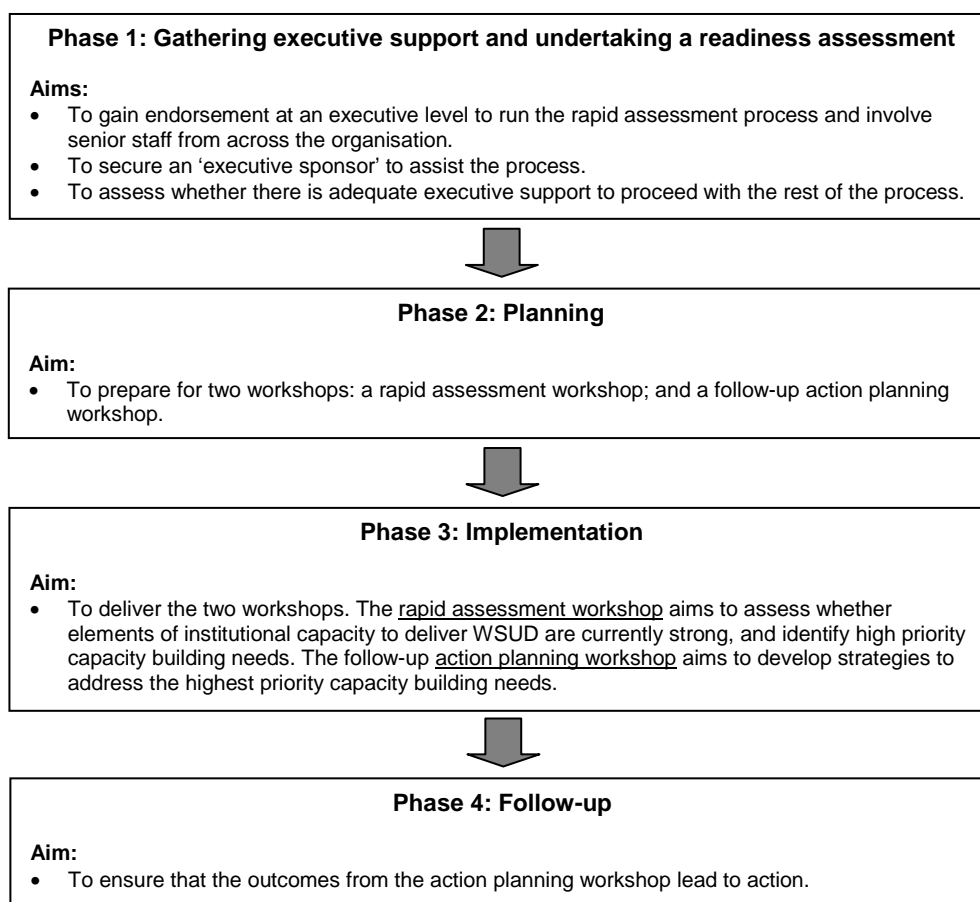 Phase 1: Gathering executive support and undertaking a readiness assessment
Aims:
• To gain endorsement at an executive level to run the rapid assessment process and involve
senior staff from across the organisation.
• To secure an ‘executive sponsor’ to assist the process.
• To assess whether there is adequate executive support to proceed with the rest of the process.
Phase 2: Planning
Aim:
• To prepare for two workshops: a rapid assessment workshop; and a follow-up action planning
workshop.
Phase 3: Implementation
Aim:
• To deliver the two workshops. The rapid assessment workshop aims to assess whether
elements of institutional capacity to deliver WSUD are currently strong, and identify high priority
capacity building needs. The follow-up action planning workshop aims to develop strategies to
address the highest priority capacity building needs.
Phase 4: Follow-up
Aim:
• To ensure that the outcomes from the action planning workshop lead to action.